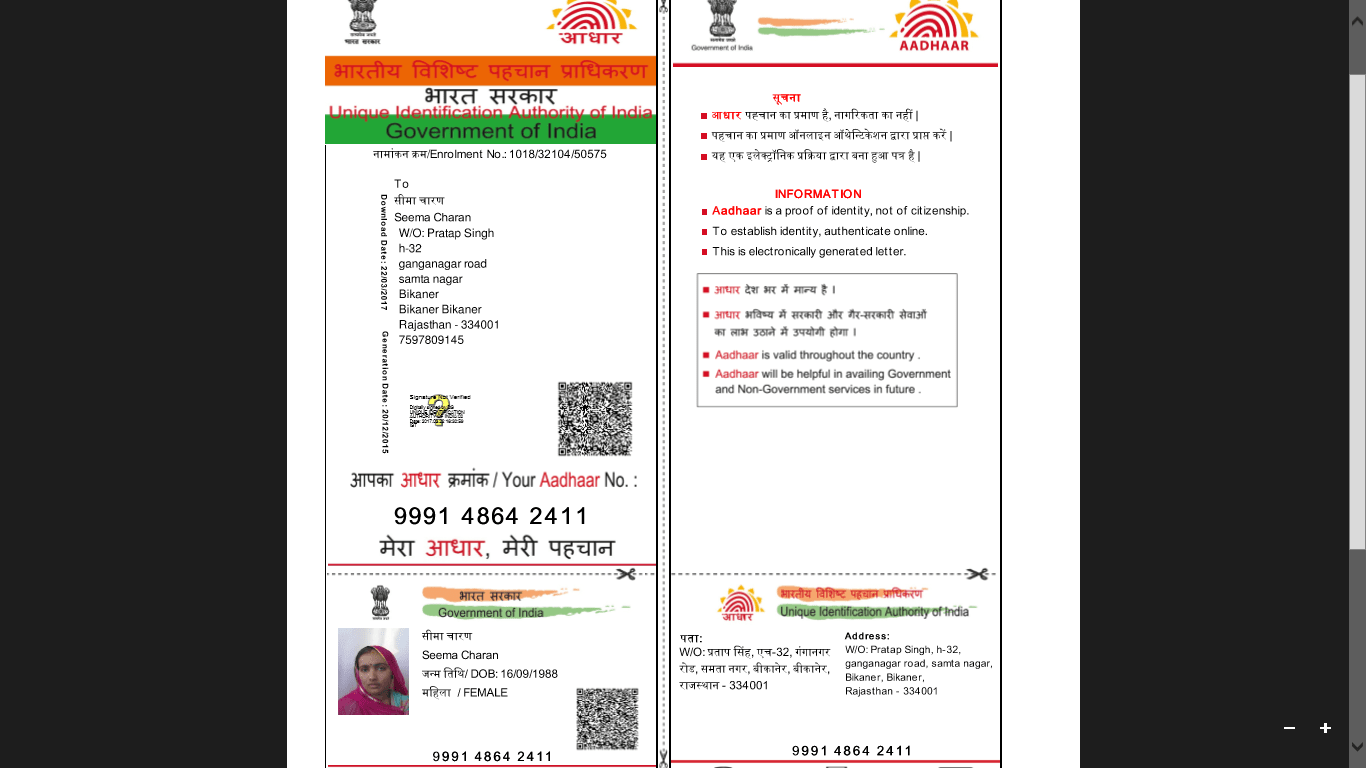 भारत सरकार
आधार
भारतीय विशिष्ट पहचान प्राधिकरण
भारत सरकार
Unique Identification Authority of India
Government of India
नामांकन क्रम/Enrolment No.: 1018/32104/50575
To
सीमा चारण
Seema Charan
W/O: Pratap Singh
h-32
ganganagar road
samta nagar
Bikaner
Bikaner Bikaner
Rajasthan - 334001
7597809145
Download Date: 22/03/2017
Generation Date: 20/12/2015
Signature Not Verified
आपका आधार क्रमांक / Your Aadhaar No. :
9991 4864 2411
मेरा आधार, मेरी पहचान
भारत सरकार
Government of India
सीमा चारण
Seema Charan
जन्म तिथि/ DOB: 16/09/1988
महिला / FEMALE
9991 4864 2411
Government of India
AADHAAR
सूचना
आधार पहचान का प्रमाण है, नागरिकता का नहीं |
पहचान का प्रमाण ऑनलाइन ऑथेन्टिकेशन द्वारा प्राप्त करें |
यह एक इलेक्ट्रॉनिक प्रक्रिया द्वारा बना हुआ पत्र है |
INFORMATION
Aadhaar is a proof of identity, not of citizenship.
To establish identity, authenticate online.
This is electronically generated letter.
आधार देश भर में मान्य है ।
आधार भविष्य में सरकारी और गैर-सरकारी सेवाओं
का लाभ उठाने में उपयोगी होगा ।
Aadhaar is valid throughout the country .
Aadhaar will be helpful in availing Government
and Non-Government services in future .
आधार
भारतीय विशिष्ट पहचान प्राधिकरण
Unique Identification Authority of India
पता:
W/O: प्रताप सिंह, एच-32, गंगानगर
रोड, समता नगर, बीकानेर, बीकानेर,
राजस्थान - 334001
Address:
W/O: Pratap Singh, h-32,
ganganagar road, samta nagar,
Bikaner, Bikaner,
Rajasthan - 334001
9991 4864 2411